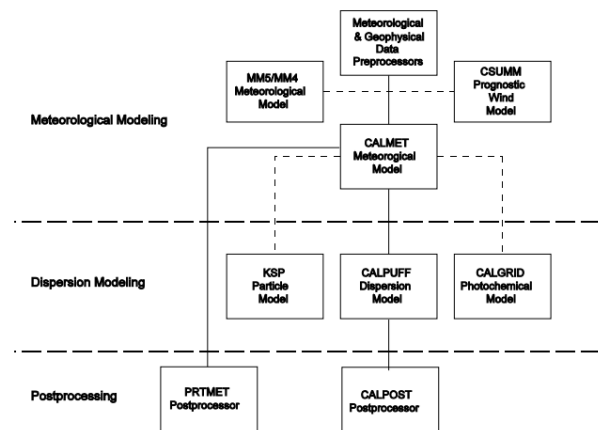 Meteorological
& Geophysical
Data
Preprocessors
MM5/MM4
Meteorological
Model
CSUMM
Prognostic
Wind
Model
Meteorological Modeling
CALMET
Meteorogical
Model
Dispersion Modeling
KSP
Particle
Model
CALPUFF
Dispersion
Model
CALGRID
Photochemical
Model
Postprocessing
PRTMET
Postprocessor
CALPOST
Postprocessor